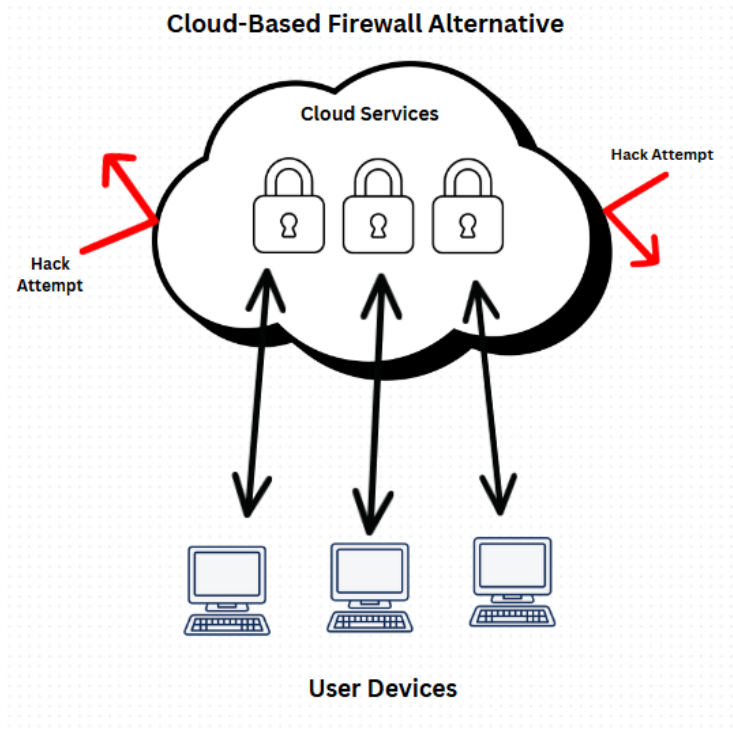 Cloud-Based Firewall Alternative
Cloud Services
Hack Attempt
Hack
Attempt
User Devices